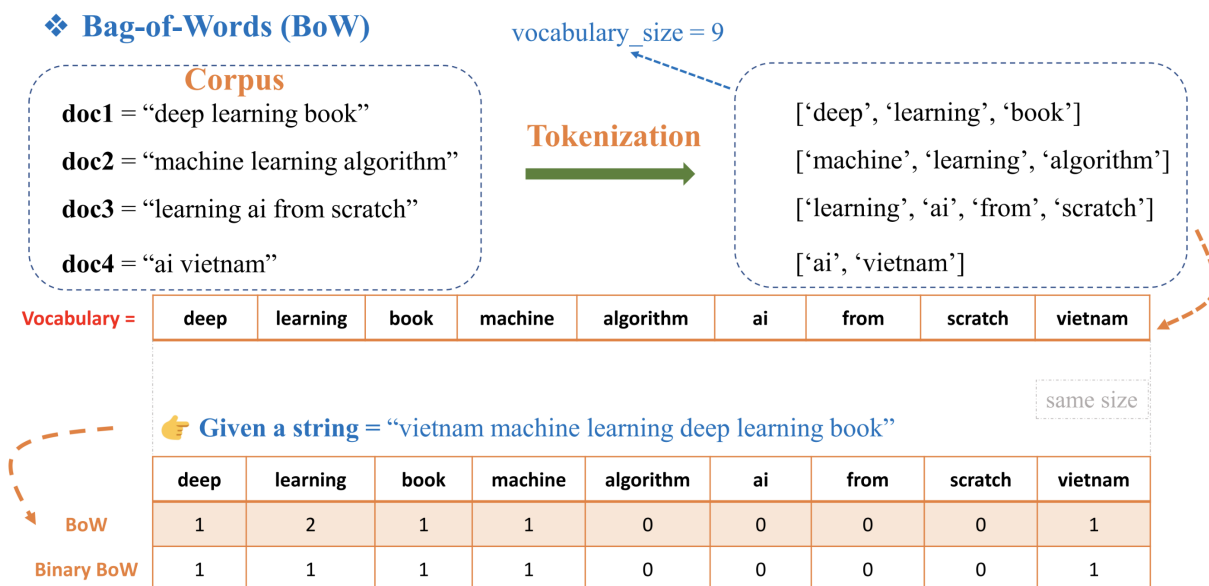 ❖ Bag-of-Words (BoW)
vocabulary_size = 9
Corpus
doc1 = “deep learning book”
doc2 = “machine learning algorithm”
doc3 = “learning ai from scratch”
doc4 = “ai vietnam”
Tokenization
[‘deep’, ‘learning’, ‘book’]
[‘machine’, ‘learning’, ‘algorithm’]
[‘learning’, ‘ai’, ‘from’, ‘scratch’]
[‘ai’, ‘vietnam’]
Vocabulary = deep learning book machine algorithm ai from scratch vietnam
same size
👉 Given a string = “vietnam machine learning deep learning book”
deep learning book machine algorithm ai from scratch vietnam
BoW 1 2 1 1 0 0 0 0 1
Binary BoW 1 1 1 1 0 0 0 0 1